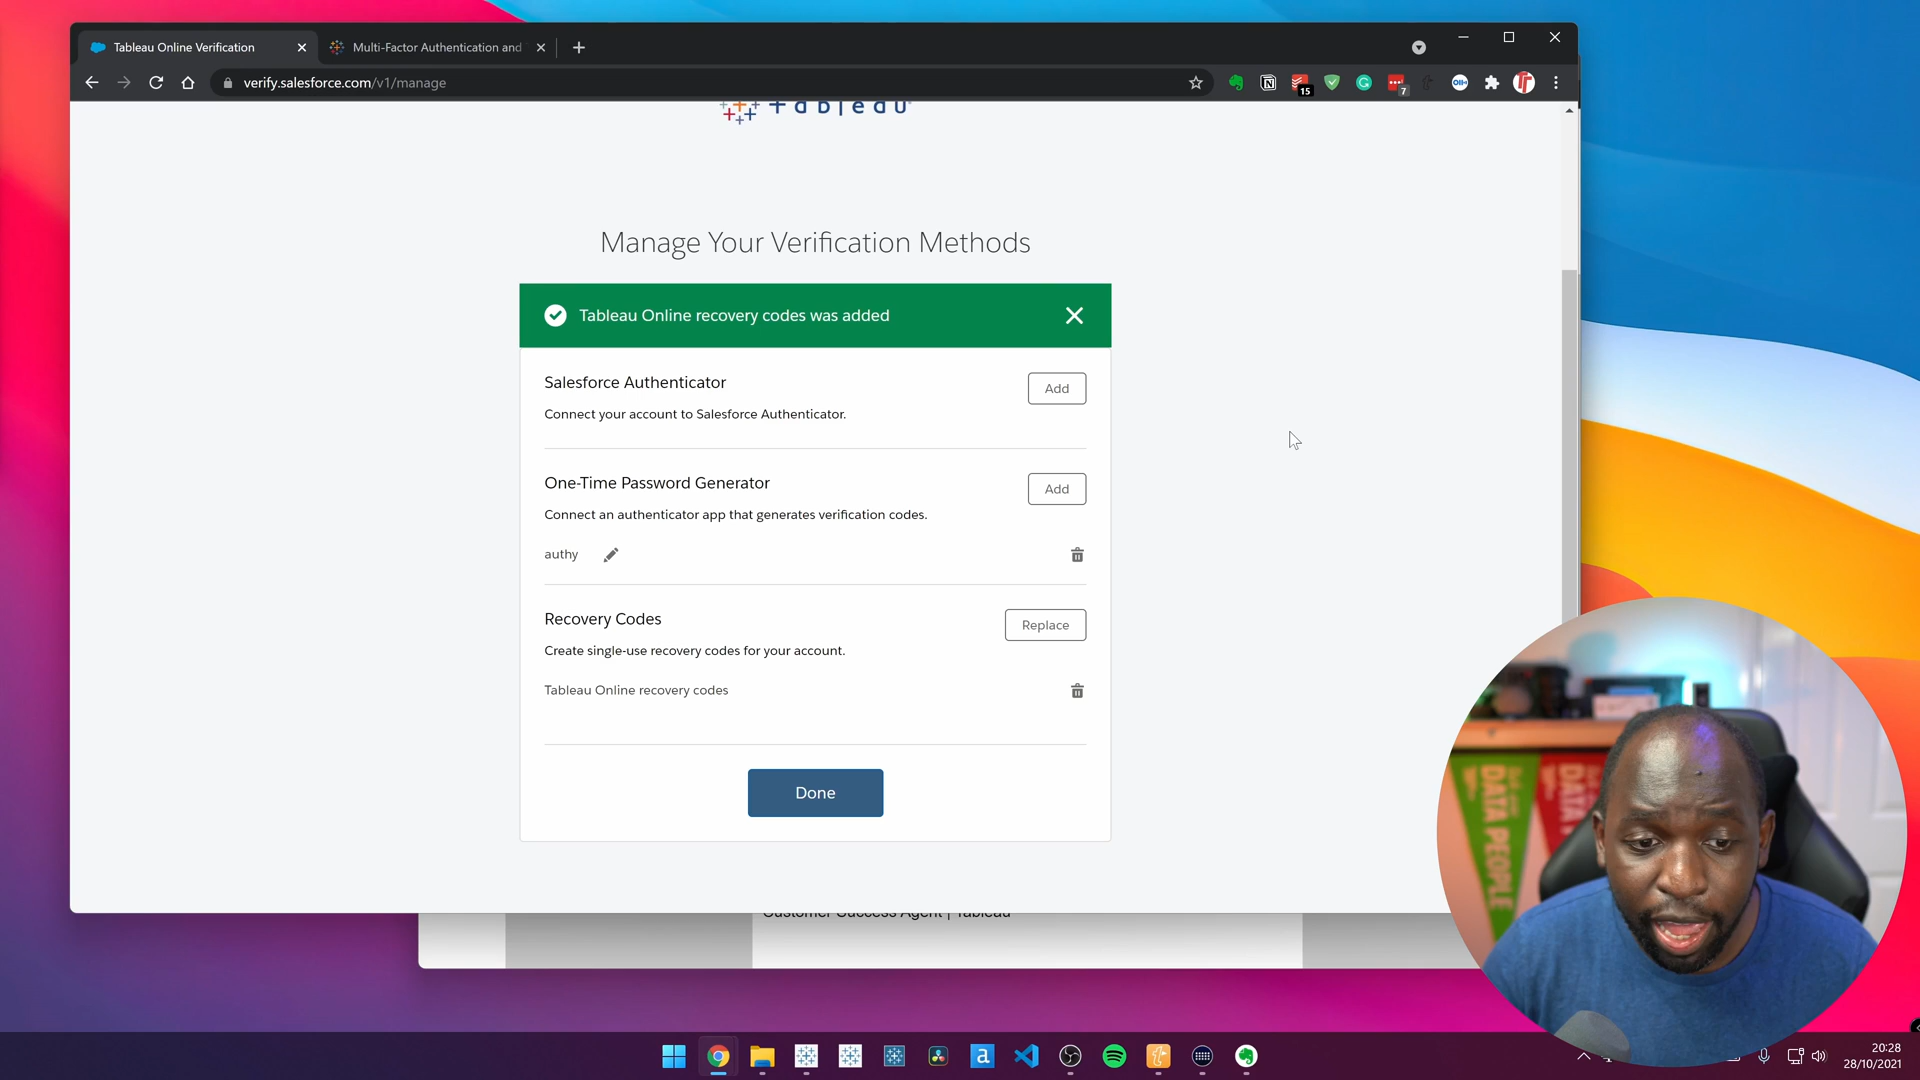 Tableau Online Verification
Multi-Factor Authentication and
verify.salesforce.com/v1/manage
15
7
+ableau
Manage Your Verification Methods
Tableau Online recovery codes was added
Salesforce Authenticator
Add
Connect your account to Salesforce Authenticator.
One-Time Password Generator
Add
Connect an authenticator app that generates verification codes.
authy
Recovery Codes
Replace
Create single-use recovery codes for your account.
Tableau Online recovery codes
Done
Customer Success Agent | Tableau
DATA PEOPLE
DATA PEOPLE
20:28
28/10/2021